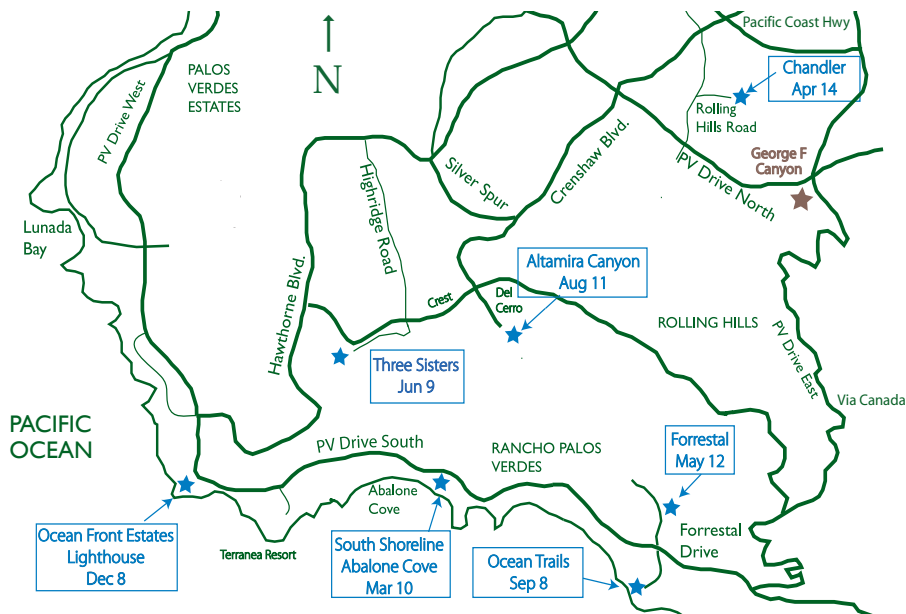 Pacific Coast Hwy
N
PALOS
VERDES
ESTATES
PV Drive West
Chandler
Apr 14
Rolling
Hills Road
George F
Canyon
Crenshaw Blvd.
PV Drive North
Silver Spur
Highridge Road
Lunada
Bay
Hawthorne Blvd.
Altamira Canyon
Aug 11
Crest
Del
Cerro
ROLLING HILLS
PV Drive East
Three Sisters
Jun 9
Via Canada
PACIFIC
OCEAN
PV Drive South
RANCHO PALOS
VERDES
Forrestal
May 12
Abalone
Cove
Ocean Front Estates
Lighthouse
Dec 8
Terranea Resort
South Shoreline
Abalone Cove
Mar 10
Ocean Trails
Sep 8
Forrestal
Drive